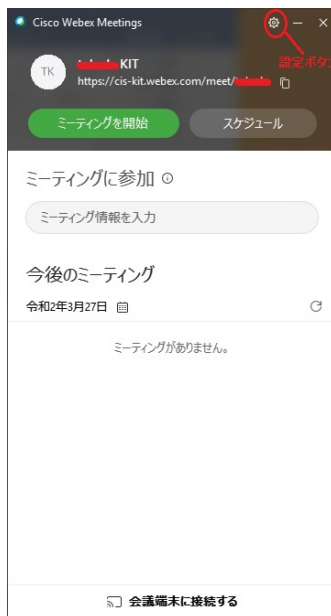 Cisco Webex Meetings
設定ボタ
TK
KIT
https://cis-kit.webex.com/meet/
ミーティングを開始
スケジュール
ミーティングに参加
ミーティング情報を入力
今後のミーティング
令和2年3月27日
ミーティングがありません。
会議端末に接続する